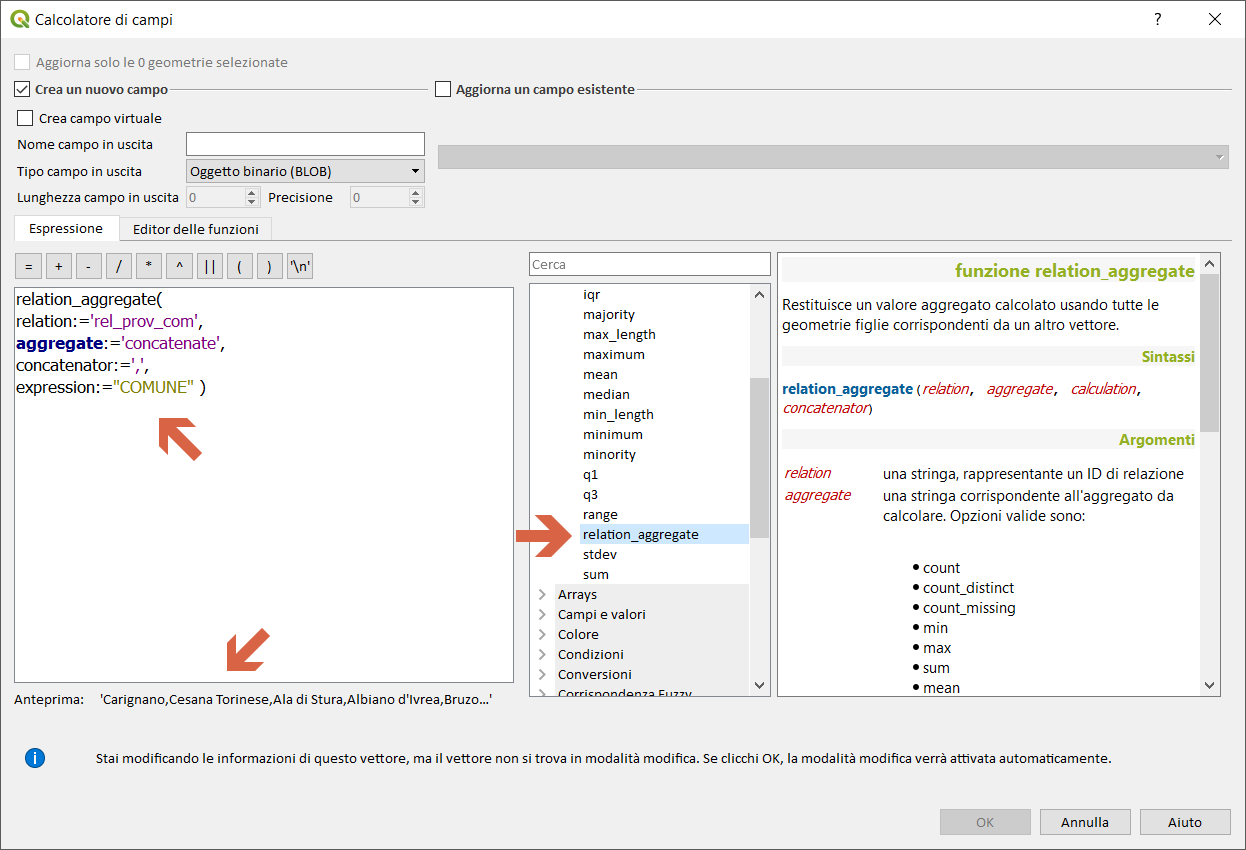 Calcolatore di campi
?
Aggiorna solo le 0 geometrie selezionate
Crea un nuovo campo
Aggiorna un campo esistente
Crea campo virtuale
Nome campo in uscita
Tipo campo in uscita Oggetto binario (BLOB)
Lunghezza campo in uscita 0 Precisione 0
Espressione Editor delle funzioni
= + - / * ^ || ( ) '\n'
relation_aggregate(
relation:='rel_prov_com',
aggregate:='concatenate',
concatenator:=',',
expression:="COMUNE" )
Anteprima: 'Carignano,Cesana Torinese,Ala di Stura,Albiano d'Ivrea,Bruzo...'
Cerca
iqr
majority
max_length
maximum
mean
median
min_length
minimum
minority
q1
q3
range
relation_aggregate
stdev
sum
Arrays
Campi e valori
Colore
Condizioni
Conversioni
Corrispondenza Fuzzy
funzione relation_aggregate
Restituisce un valore aggregato calcolato usando tutte le
geometrie figlie corrispondenti da un altro vettore.
Sintassi
relation_aggregate(relation, aggregate, calculation,
concatenator)
Argomenti
relation una stringa, rappresentante un ID di relazione
aggregate una stringa corrispondente all'aggregato da
calcolare. Opzioni valide sono:
• count
• count_distinct
• count_missing
• min
• max
• sum
• mean
i
Stai modificando le informazioni di questo vettore, ma il vettore non si trova in modalità modifica. Se clicchi OK, la modalità modifica verrà attivata automaticamente.
OK Annulla Aiuto